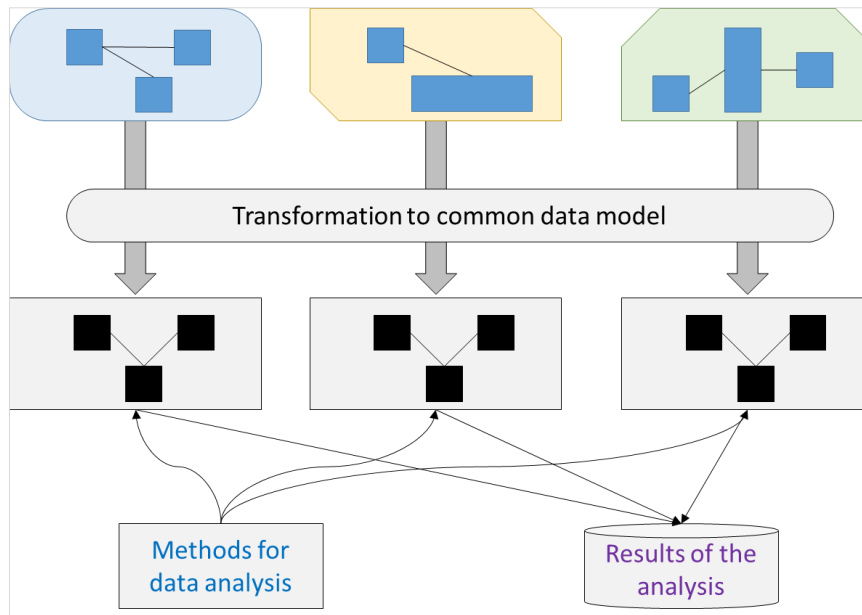 Transformation to common data model
Methods for
data analysis
Results of the
analysis